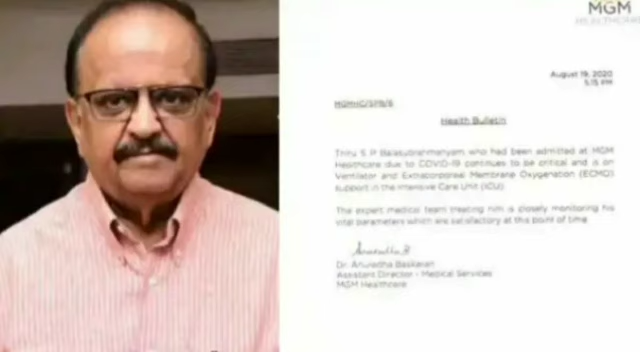 MGM
HEALTHCARE
August 19, 2020
5.15 PM
Health Bulletin
Thiru S P Balasubrahmanyam, who had been admitted at MGM
Healthcare due to COVID-19 continues to be critical and is on
Ventilator and Extracorporeal Membrane Oxygenation (ECMO)
support in the Intensive Care Unit (ICU).
The expert medical team treating him is closely monitoring his
vital parameters which are satisfactory at this point of time
Dr. Anuradha Baskaran
Assistant Director - Medical Services
MGM Healthcare